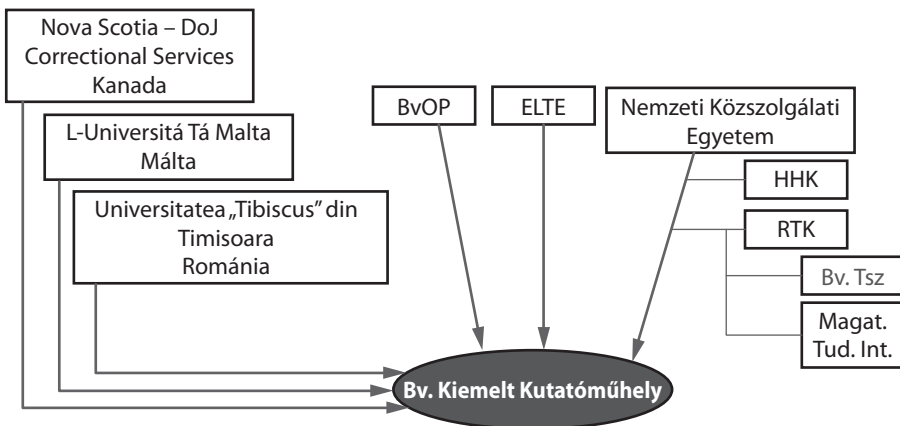 Nova Scotia – DoJ
Correctional Services
Kanada
L-Universitá Tá Malta
Málta
Universitatea „Tibiscus” din
Timisoara
Románia
BvOP
ELTE
Nemzeti Közszolgálati
Egyetem
HHK
RTK
Bv. Tsz
Magat.
Tud. Int.
Bv. Kiemelt Kutatóműhely